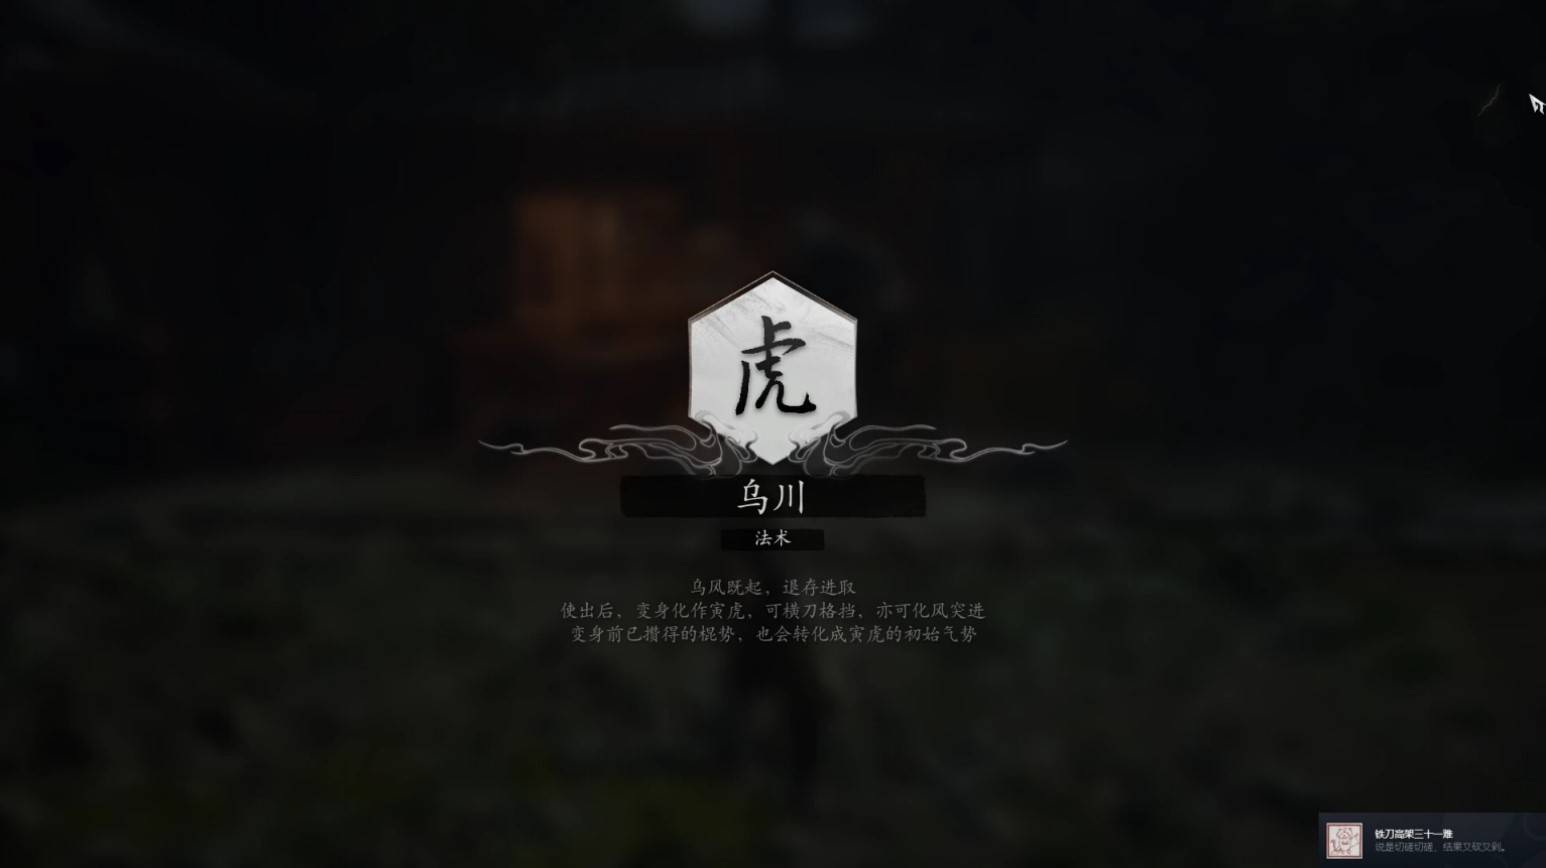 虎
乌川
法术
乌风既起，退存进取
使出后，变身化作寅虎，可横刀格挡，亦可化风突进
变身前已攒得的棍势，也会转化成寅虎的初始气势
铁刀高架三十一难
说是切磋切磋，结果又砍又剁。